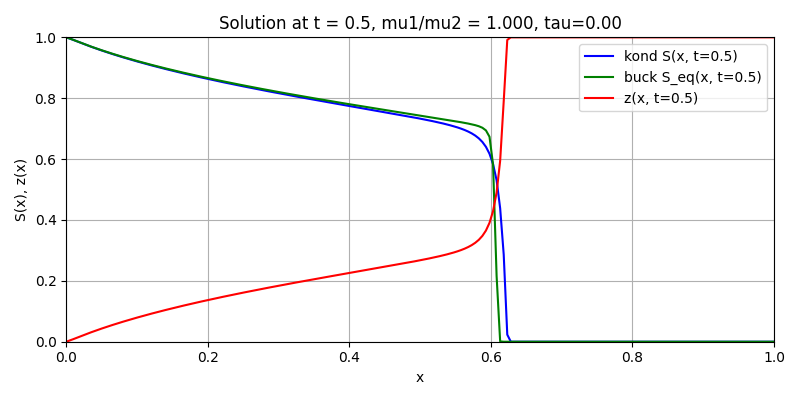 Solution at t = 0.5, mu1/mu2 = 1.000, tau=0.00
S(x), z(x)
1.0
0.8
0.6
0.4
0.2
0.0
kond S(x, t=0.5)
buck S_eq(x, t=0.5)
z(x, t=0.5)
0.0 0.2 0.4 0.6 0.8 1.0
x